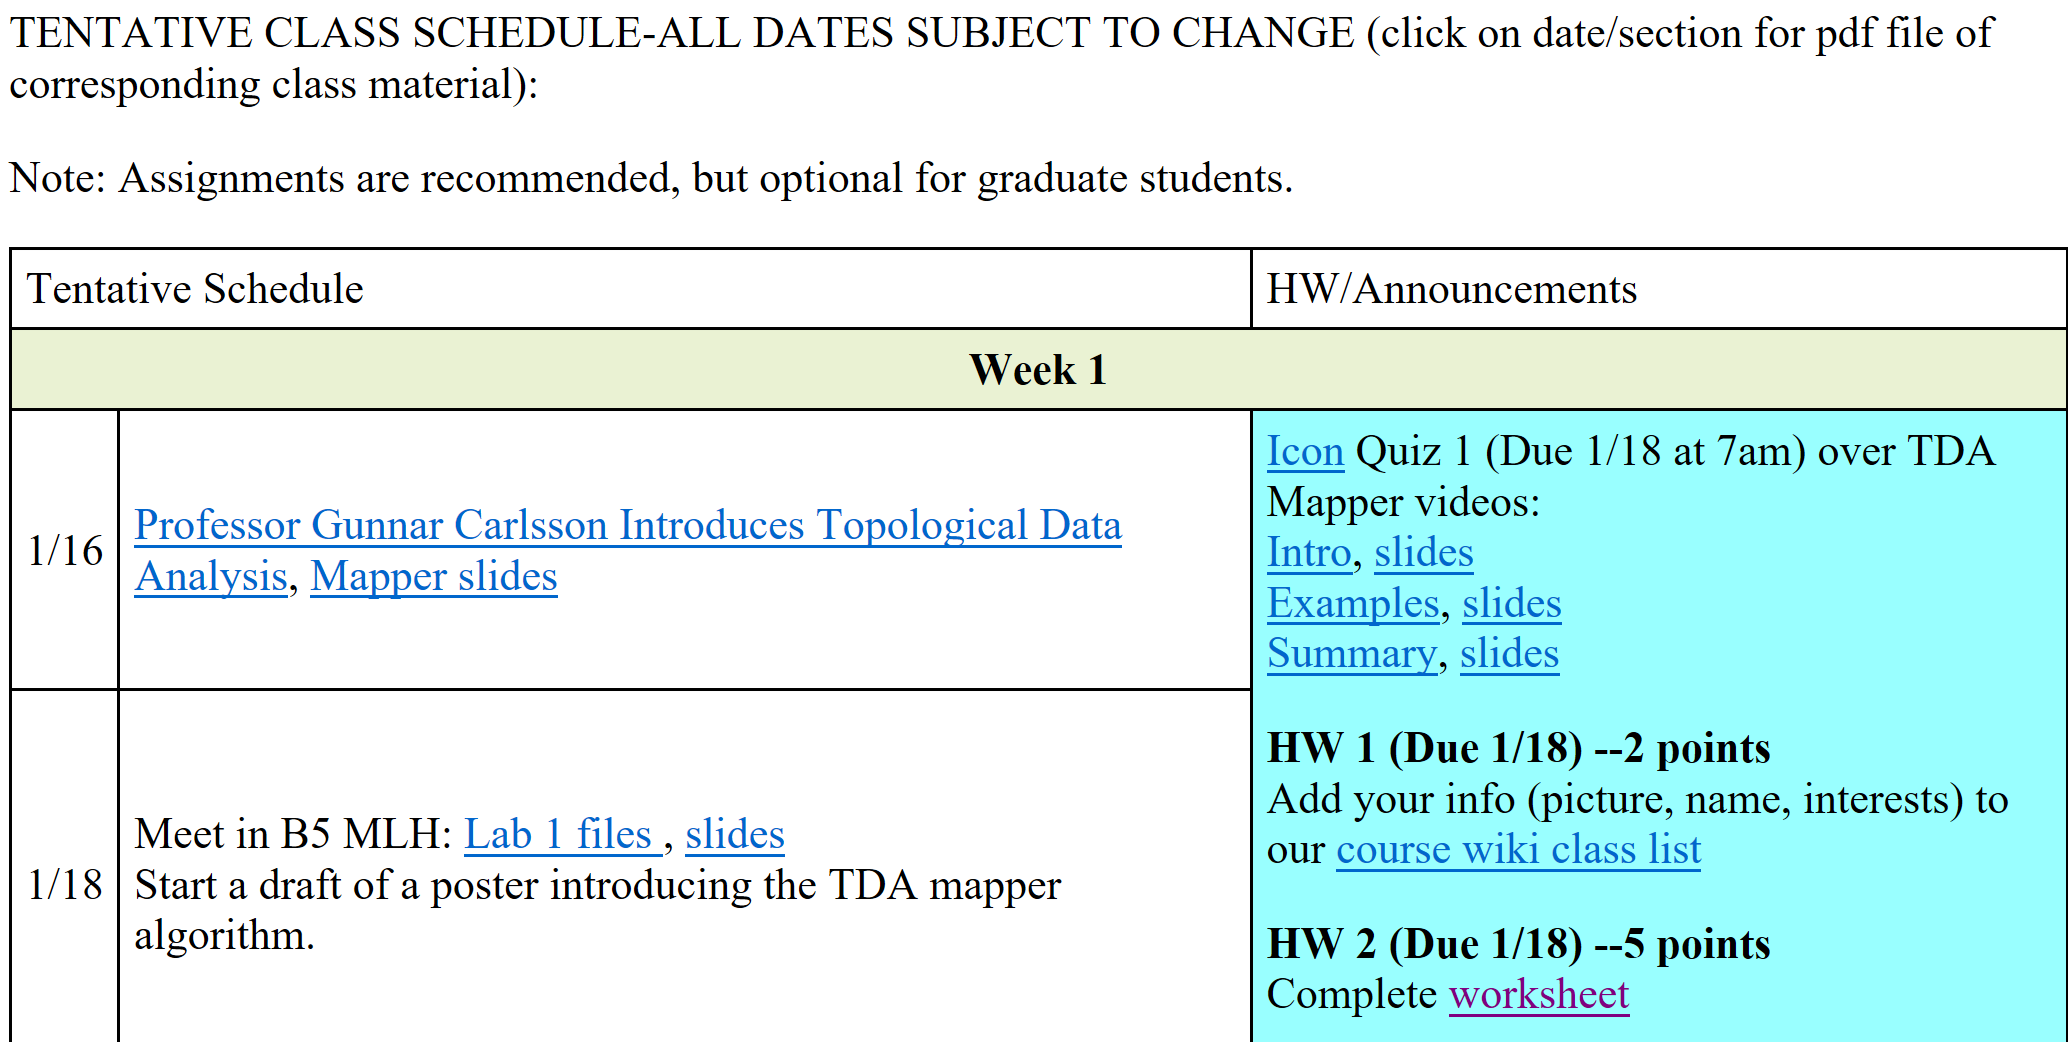 TENTATIVE CLASS SCHEDULE-ALL DATES SUBJECT TO CHANGE (click on date/section for pdf file of
corresponding class material):
Note: Assignments are recommended, but optional for graduate students.
Tentative Schedule
HW/Announcements
Week 1
1/16
Professor Gunnar Carlsson Introduces Topological Data
Analysis, Mapper slides
Icon Quiz 1 (Due 1/18 at 7am) over TDA
Mapper videos:
Intro, slides
Examples, slides
Summary, slides
HW 1 (Due 1/18) --2 points
Add your info (picture, name, interests) to
our course wiki class list
HW 2 (Due 1/18) --5 points
Complete worksheet
1/18
Meet in B5 MLH: Lab 1 files , slides
Start a draft of a poster introducing the TDA mapper
algorithm.